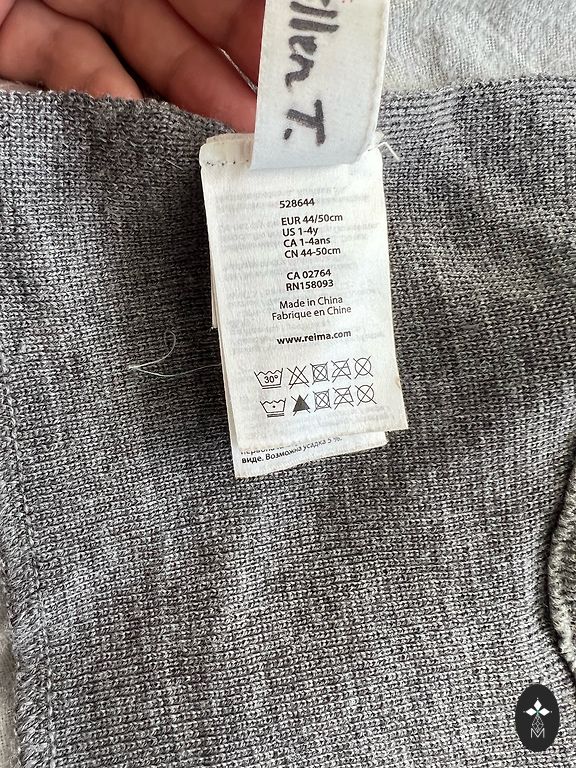 llen T.
528644
EUR 44/50cm
US 1-4y
CA 1-4ans
CN 44-50cm
CA 02764
RN158093
Made in China
Fabrique en Chine
www.reima.com
30°
виде. Возможна усадка 5 %.
M